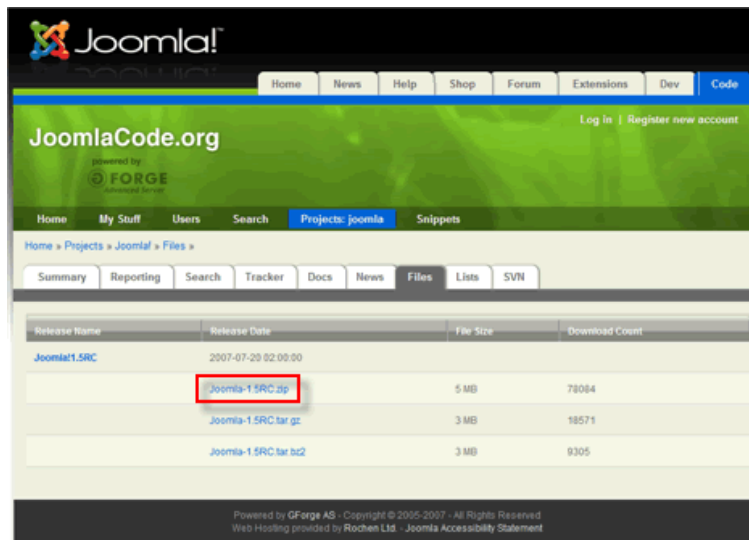 Joomla!™
Home News Help Shop Forum Extensions Dev Code
Log in | Register new account
JoomlaCode.org
powered by
GFORGE
Advanced Server
Home My Stuff Users Search Projects: joomla Snippets
Home » Projects » Joomla! » Files »
Summary Reporting Search Tracker Docs News Files Lists SVN
Release Name Release Date File Size Download Count
Joomla!1.5RC 2007-07-20 02:00:00
Joomla-1.5RC.zip 5 MB 78084
Joomla-1.5RC.tar.gz 3 MB 18571
Joomla-1.5RC.tar.bz2 3 MB 9305
Powered by GForge AS - Copyright © 2005-2007 - All Rights Reserved
Web Hosting provided by Rochen Ltd. - Joomla Accessibility Statement